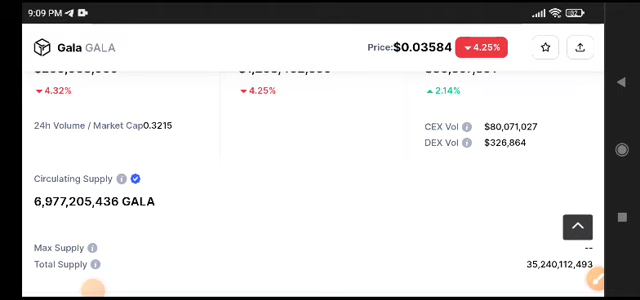 9:09 PM
82
Gala GALA
Price:$0.03584 4.25%
4.32%
4.25%
2.14%
24h Volume / Market Cap0.3215
CEX Vol $80,071,027
DEX Vol $326,864
Circulating Supply
6,977,205,436 GALA
Max Supply --
Total Supply 35,240,112,493